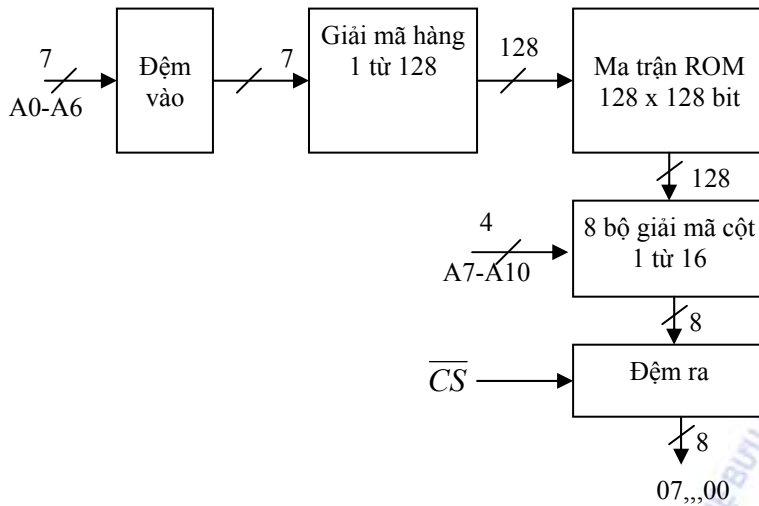 7
A0-A6
Đệm
vào
7
Giải mã hàng
1 từ 128
128
Ma trận ROM
128 x 128 bit
128
4
A7-A10
8 bộ giải mã cột
1 từ 16
8
CS
Đệm ra
8
07,,,00